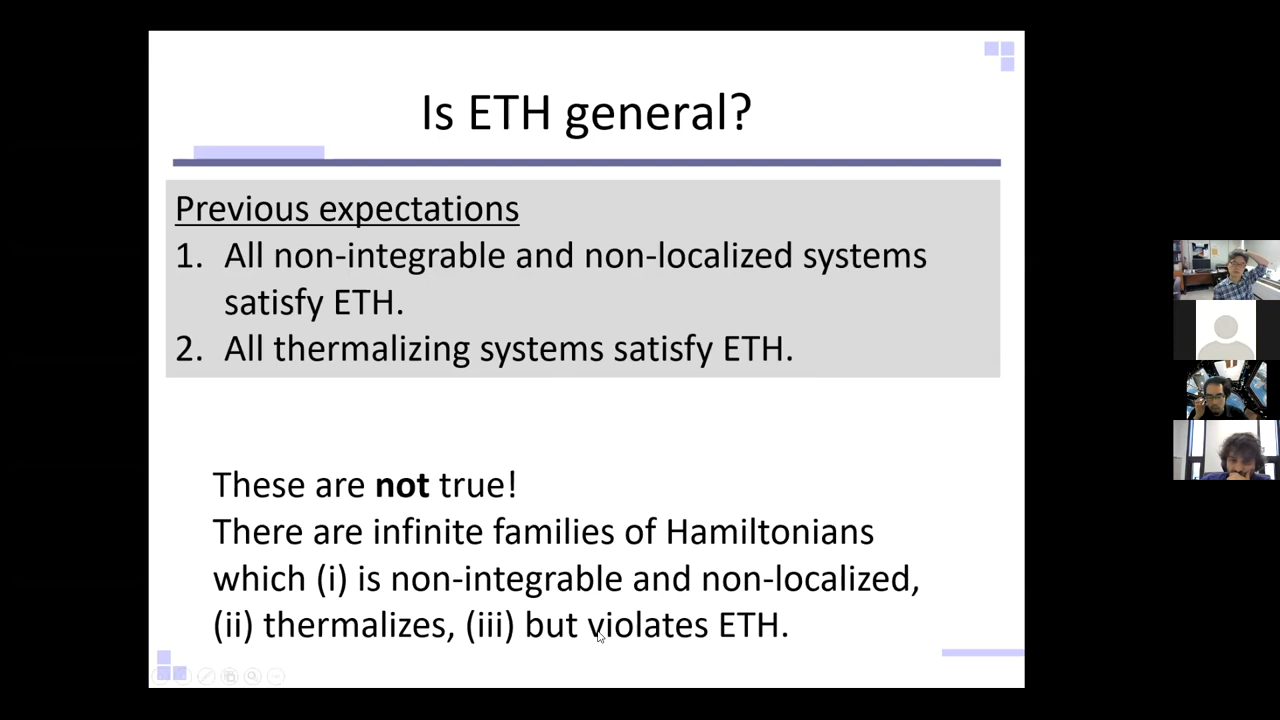 Is ETH general?
Previous expectations
1. All non-integrable and non-localized systems
satisfy ETH.
2. All thermalizing systems satisfy ETH.
These are not true!
There are infinite families of Hamiltonians
which (i) is non-integrable and non-localized,
(ii) thermalizes, (iii) but violates ETH.